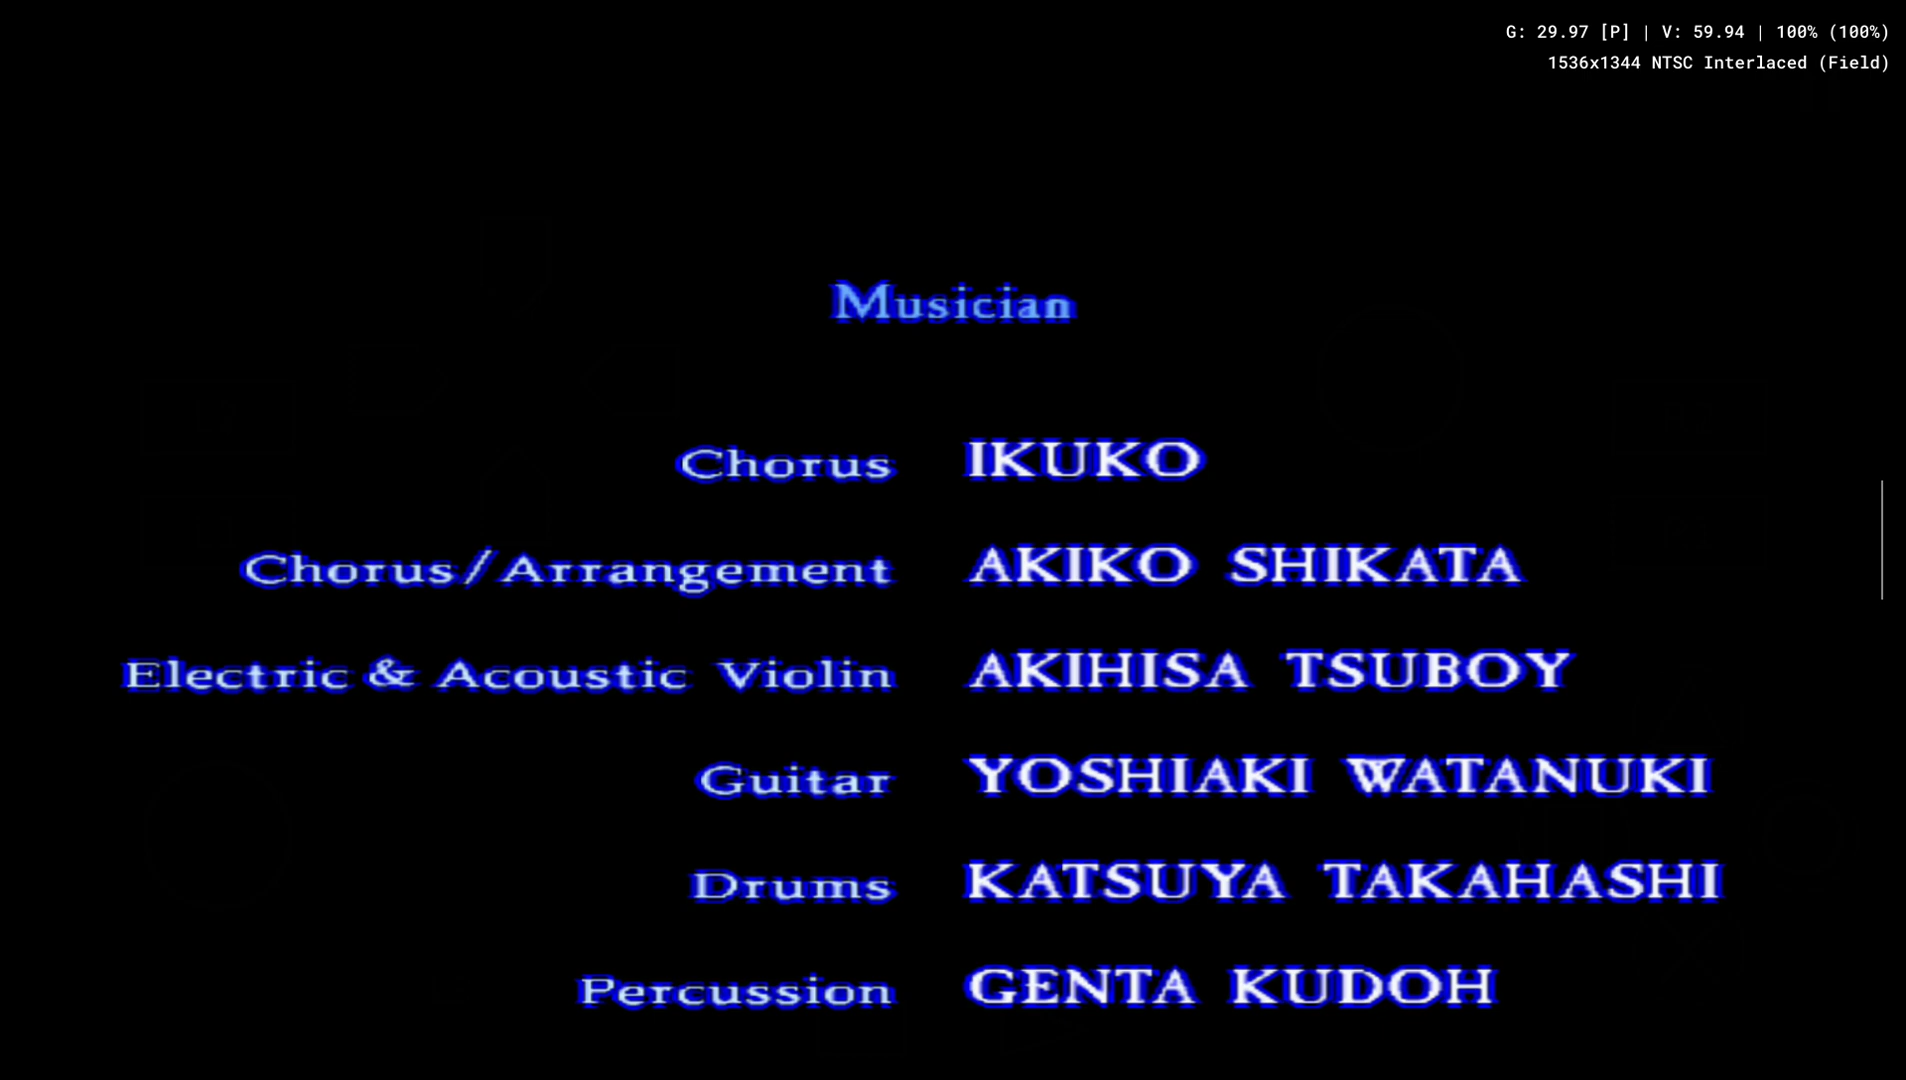 G: 29.97 [P] | V: 59.94 | 100% (100%)
1536x1344 NTSC Interlaced (Field)
Musician
Chorus IKUKO
Chorus/Arrangement AKIKO SHIKATA
Electric & Acoustic Violin AKIHISA TSUBOY
Guitar YOSHIAKI WATANUKI
Drums KATSUYA TAKAHASHI
Percussion GENTA KUDOH